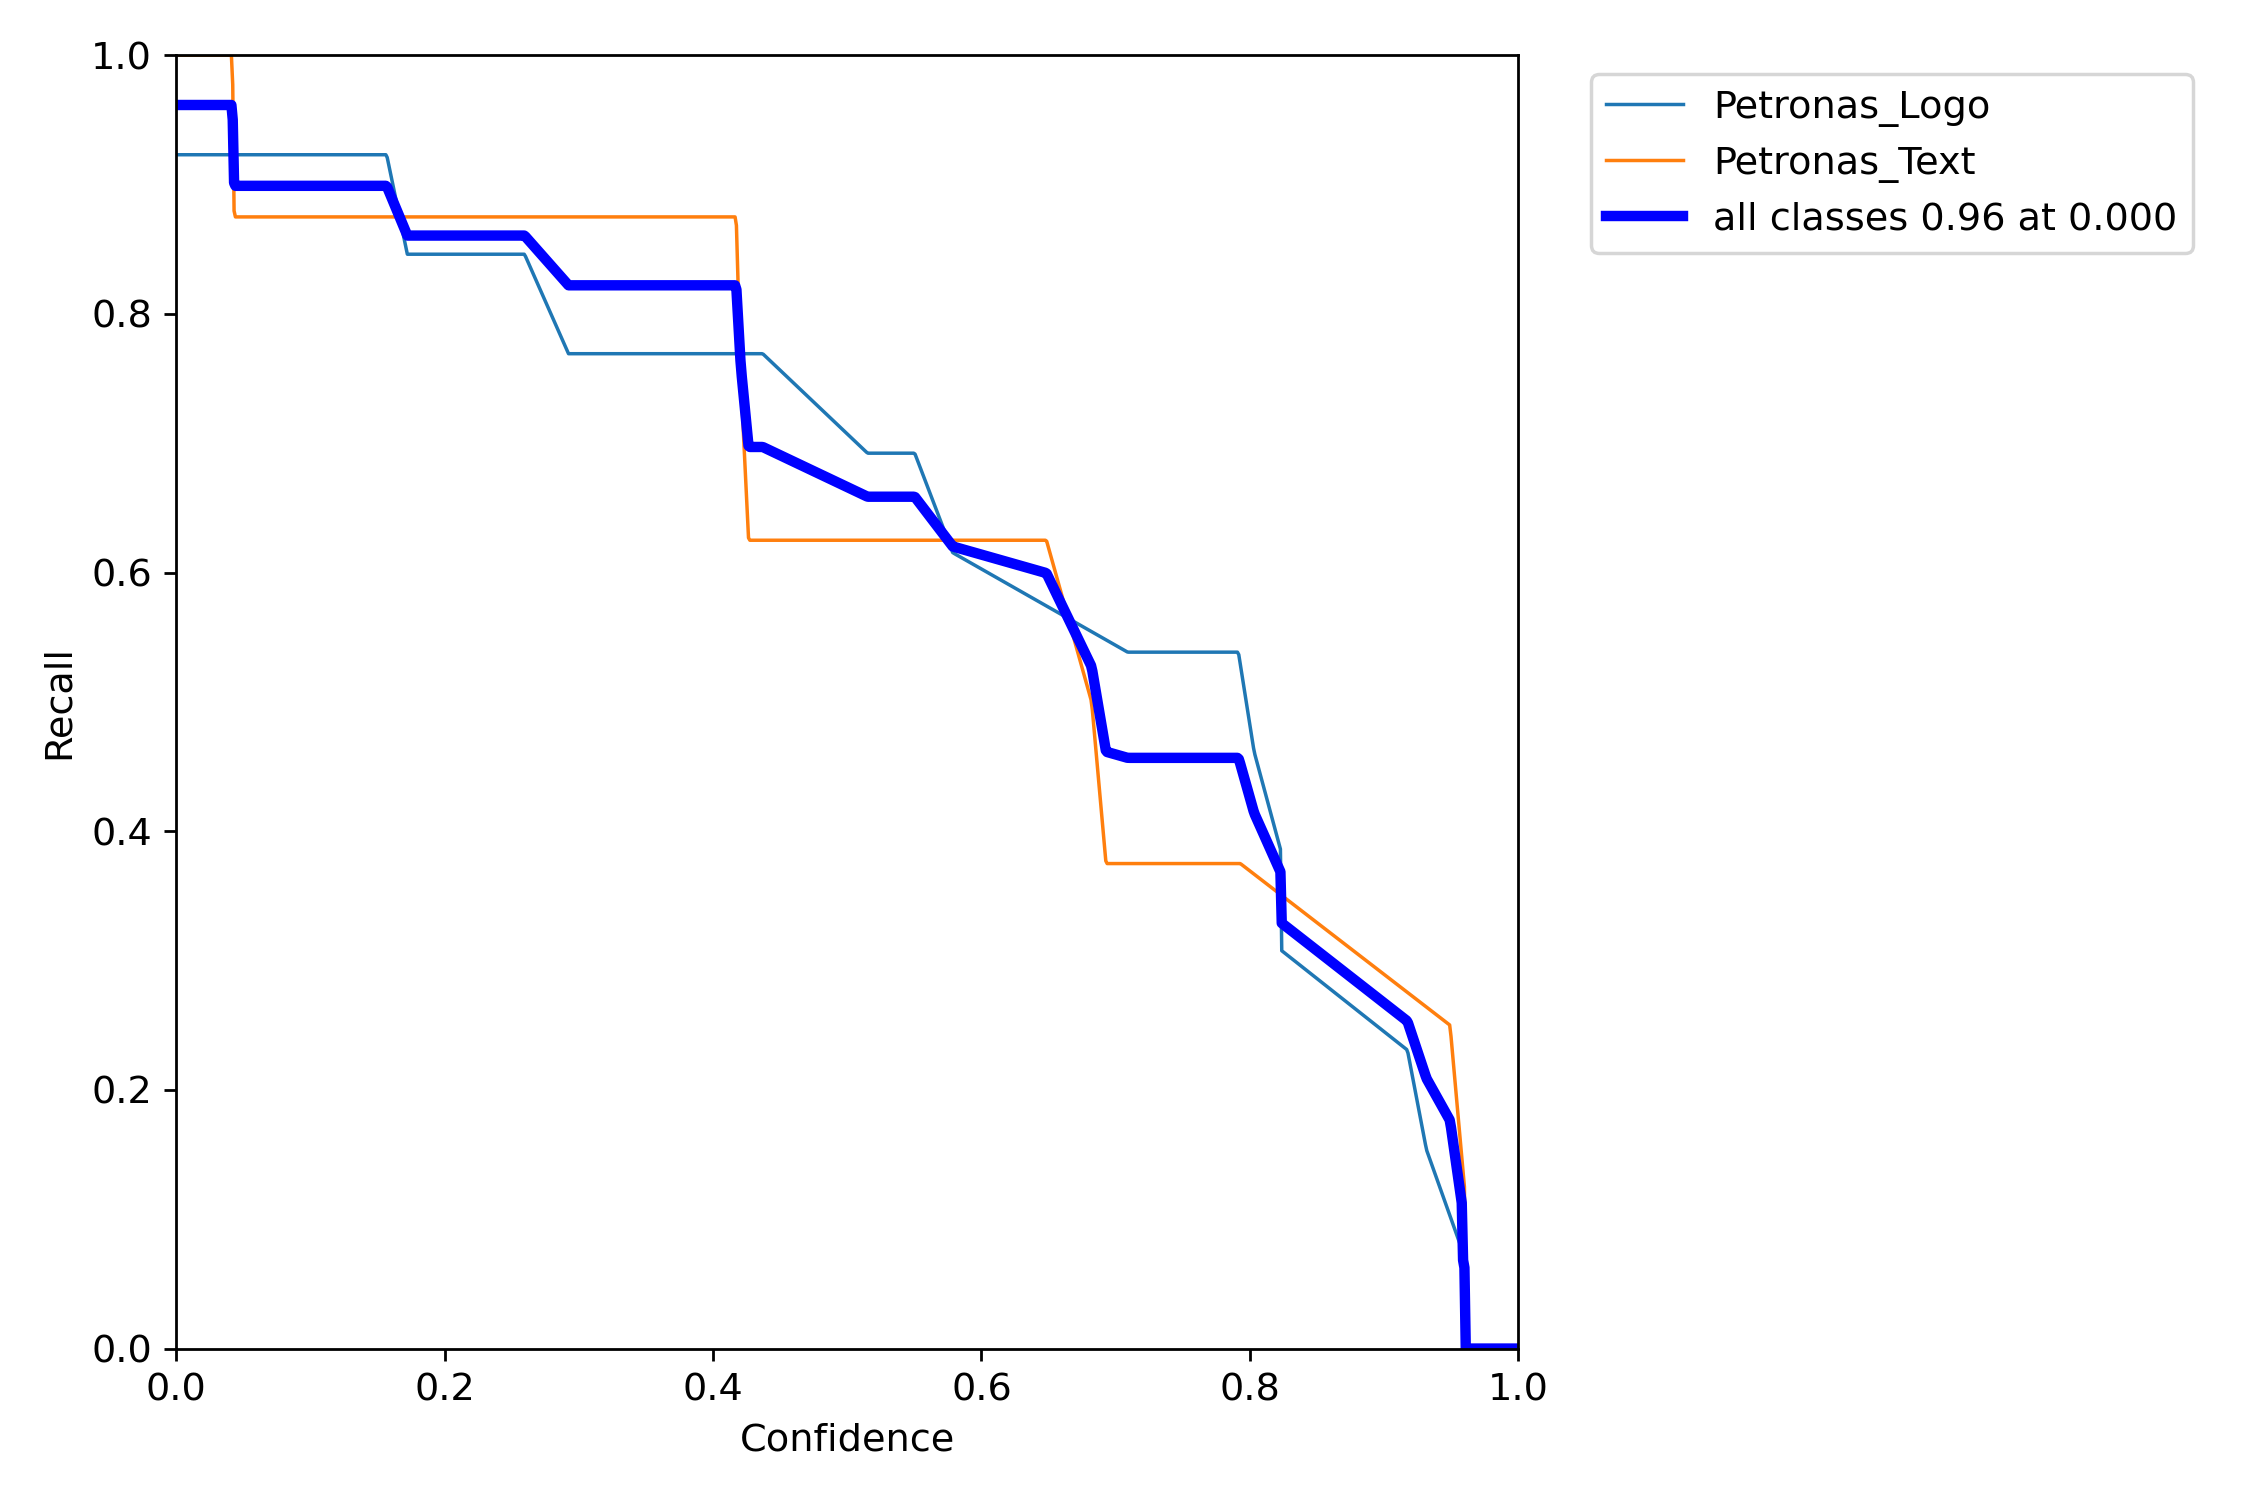 1.0
0.8
0.6
0.4
0.2
0.0
Recall
0.0 0.2 0.4 0.6 0.8 1.0
Confidence
Petronas_Logo
Petronas_Text
all classes 0.96 at 0.000